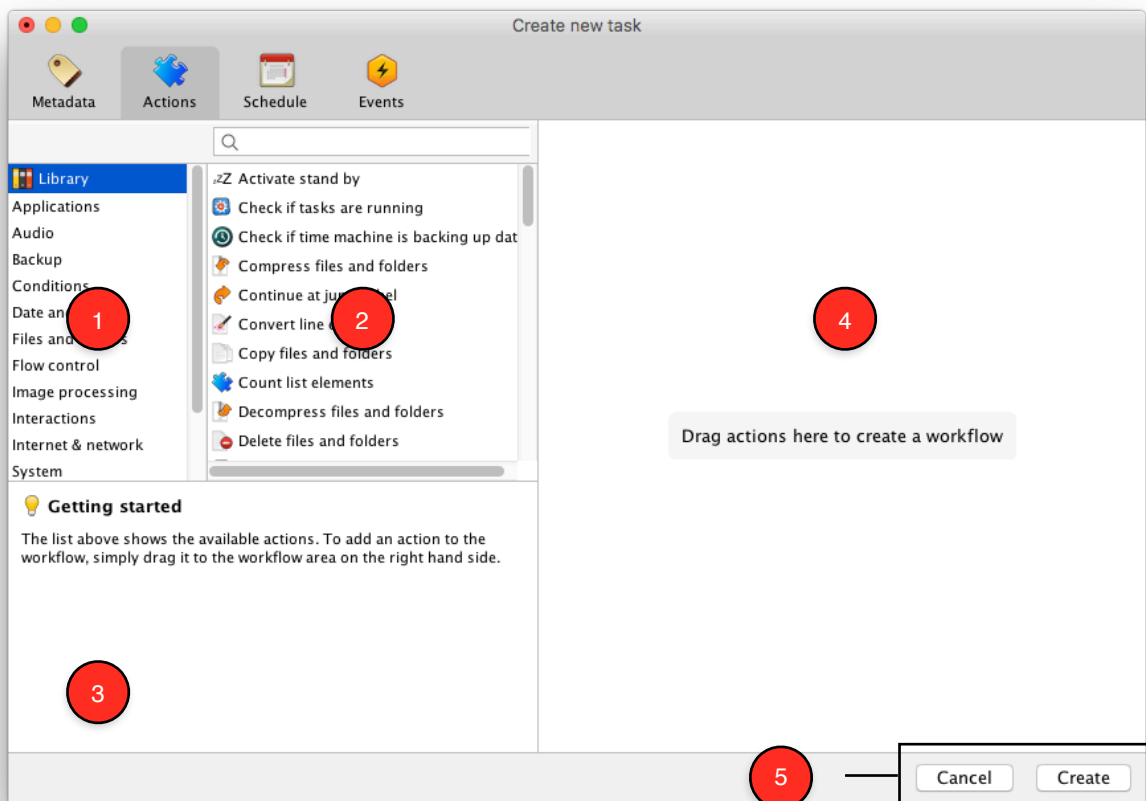 Create new task
Metadata
Actions
Schedule
Events
Library
Applications
Audio
Backup
Conditions
Date an
Files and s
Flow control
Image processing
Interactions
Internet & network
System
zZ Activate stand by
Check if tasks are running
Check if time machine is backing up dat
Compress files and folders
Continue at ju el
Convert line
Copy files and folders
Count list elements
Decompress files and folders
Delete files and folders
1
2
Getting started
The list above shows the available actions. To add an action to the
workflow, simply drag it to the workflow area on the right hand side.
3
4
Drag actions here to create a workflow
5
Cancel
Create